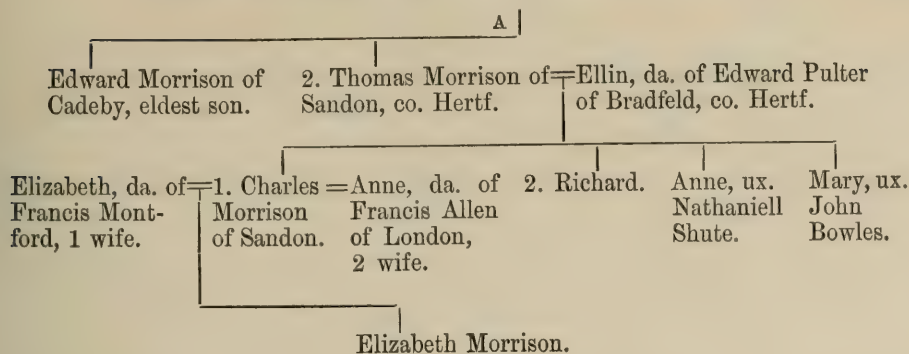 A
Edward Morrison of
Cadeby, eldest son.
2. Thomas Morrison of
Sandon, co. Hertf.
Ellin, da. of Edward Pulter
of Bradfeld, co. Hertf.
Elizabeth, da. of
Francis Mont-
ford, 1 wife.
1. Charles
Morrison
of Sandon.
Anne, da. of
Francis Allen
of London,
2 wife.
2. Richard.
Anne, ux.
Nathaniell
Shute.
Mary, ux.
John
Bowles.
Elizabeth Morrison.